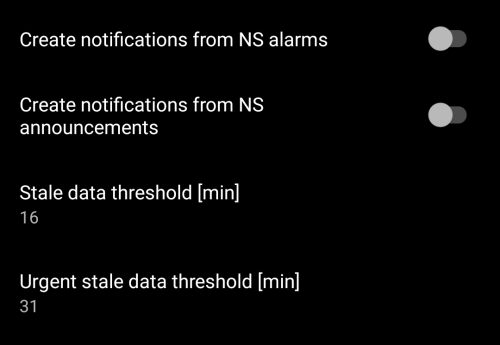 Create notifications from NS alarms
Create notifications from NS
announcements
Stale data threshold [min]
16
Urgent stale data threshold [min]
31